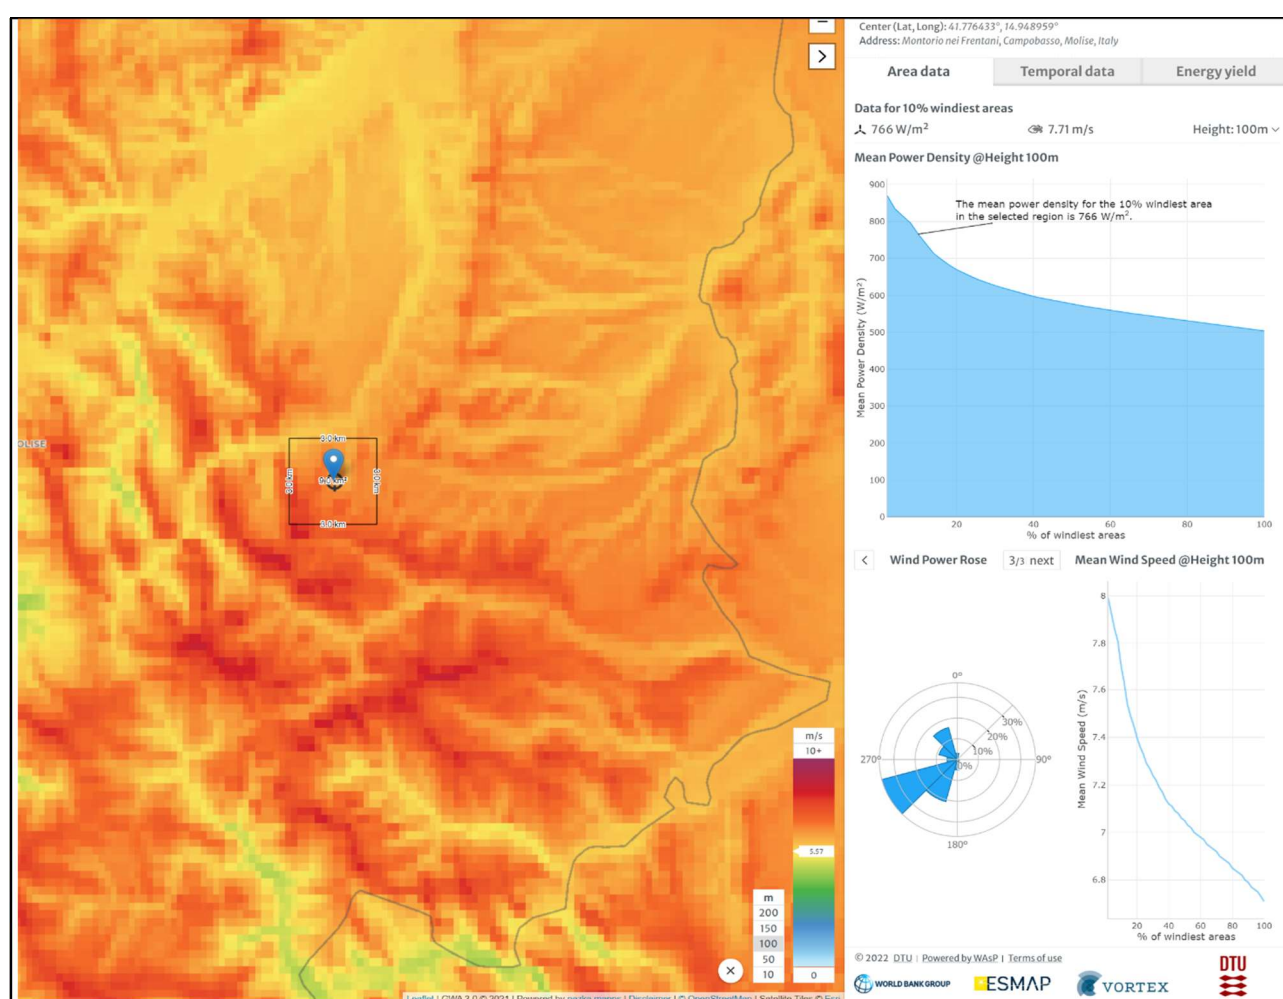 Center (Lat, Long): 41.776433°, 14.948959°
Address: Montorio nei Frentani, Campobasso, Molise, Italy
Area data
Temporal data
Energy yield
Data for 10% windiest areas
766 W/m²
7.71 m/s
Height: 100m
Mean Power Density @Height 100m
The mean power density for the 10% windiest area
in the selected region is 766 W/m².
Mean Power Density (W/m²)
900
800
700
600
500
400
300
200
100
0
20
40
60
80
100
% of windiest areas
<
Wind Power Rose
3/3 next
Mean Wind Speed @Height 100m
0°
90°
180°
270°
0%
10%
20%
30%
Mean Wind Speed (m/s)
8
7.8
7.6
7.4
7.2
7
6.8
20
40
60
80
100
% of windiest areas
© 2022 DTU | Powered by WAsP | Terms of use
WORLD BANK GROUP
ESMAP
VORTEX
DTU
OLISE
3.0 km
3.0 km
3.0 km
3.0 km
m/s
10+
5.57
0
m
200
150
100
50
10